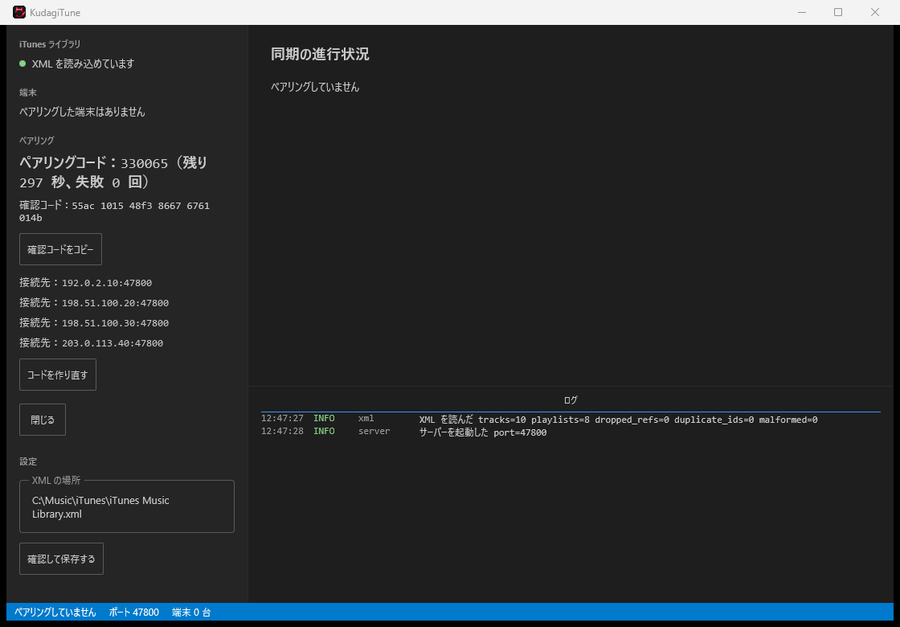 KudagiTune
iTunes ライブラリ
XML を読み込めています
端末
ペアリングした端末はありません
ペアリング
ペアリングコード：330065（残り
297 秒、失敗 0 回）
確認コード：55ac 1015 48f3 8667 6761
014b
確認コードをコピー
接続先：192.0.2.10:47800
接続先：198.51.100.20:47800
接続先：198.51.100.30:47800
接続先：203.0.113.40:47800
コードを作り直す
閉じる
設定
XML の場所
C:\Music\iTunes\iTunes Music
Library.xml
確認して保存する
同期の進行状況
ペアリングしていません
ログ
12:47:27 INFO xml XML を読んだ tracks=10 playlists=8 dropped_refs=0 duplicate_ids=0 malformed=0
12:47:28 INFO server サーバーを起動した port=47800
ペアリングしていません ポート 47800 端末 0 台